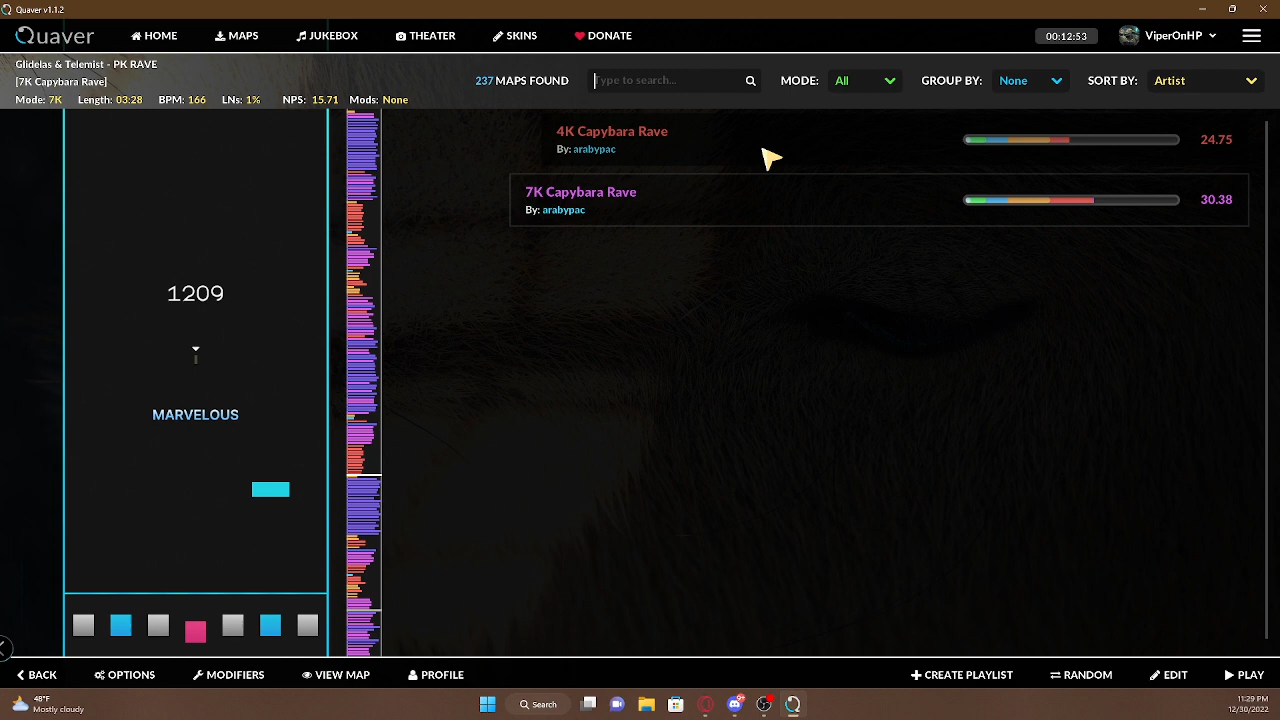 Quaver v1.1.2
Quaver
HOME
MAPS
JUKEBOX
THEATER
SKINS
DONATE
00:12:53
ViperOnHP
Glidelas & Telemist - PK RAVE
[7K Capybara Rave]
Mode: 7K Length: 03:28 BPM: 166 LNs: 1% NPS: 15.71 Mods: None
237 MAPS FOUND
Type to search...
MODE: All
GROUP BY: None
SORT BY: Artist
4K Capybara Rave
By: arabypac
24.75
7K Capybara Rave
By: arabypac
30.38
1209
MARVELOUS
BACK
OPTIONS
MODIFIERS
VIEW MAP
PROFILE
CREATE PLAYLIST
RANDOM
EDIT
PLAY
48°F
Mostly cloudy
Search
11:29 PM
12/30/2022